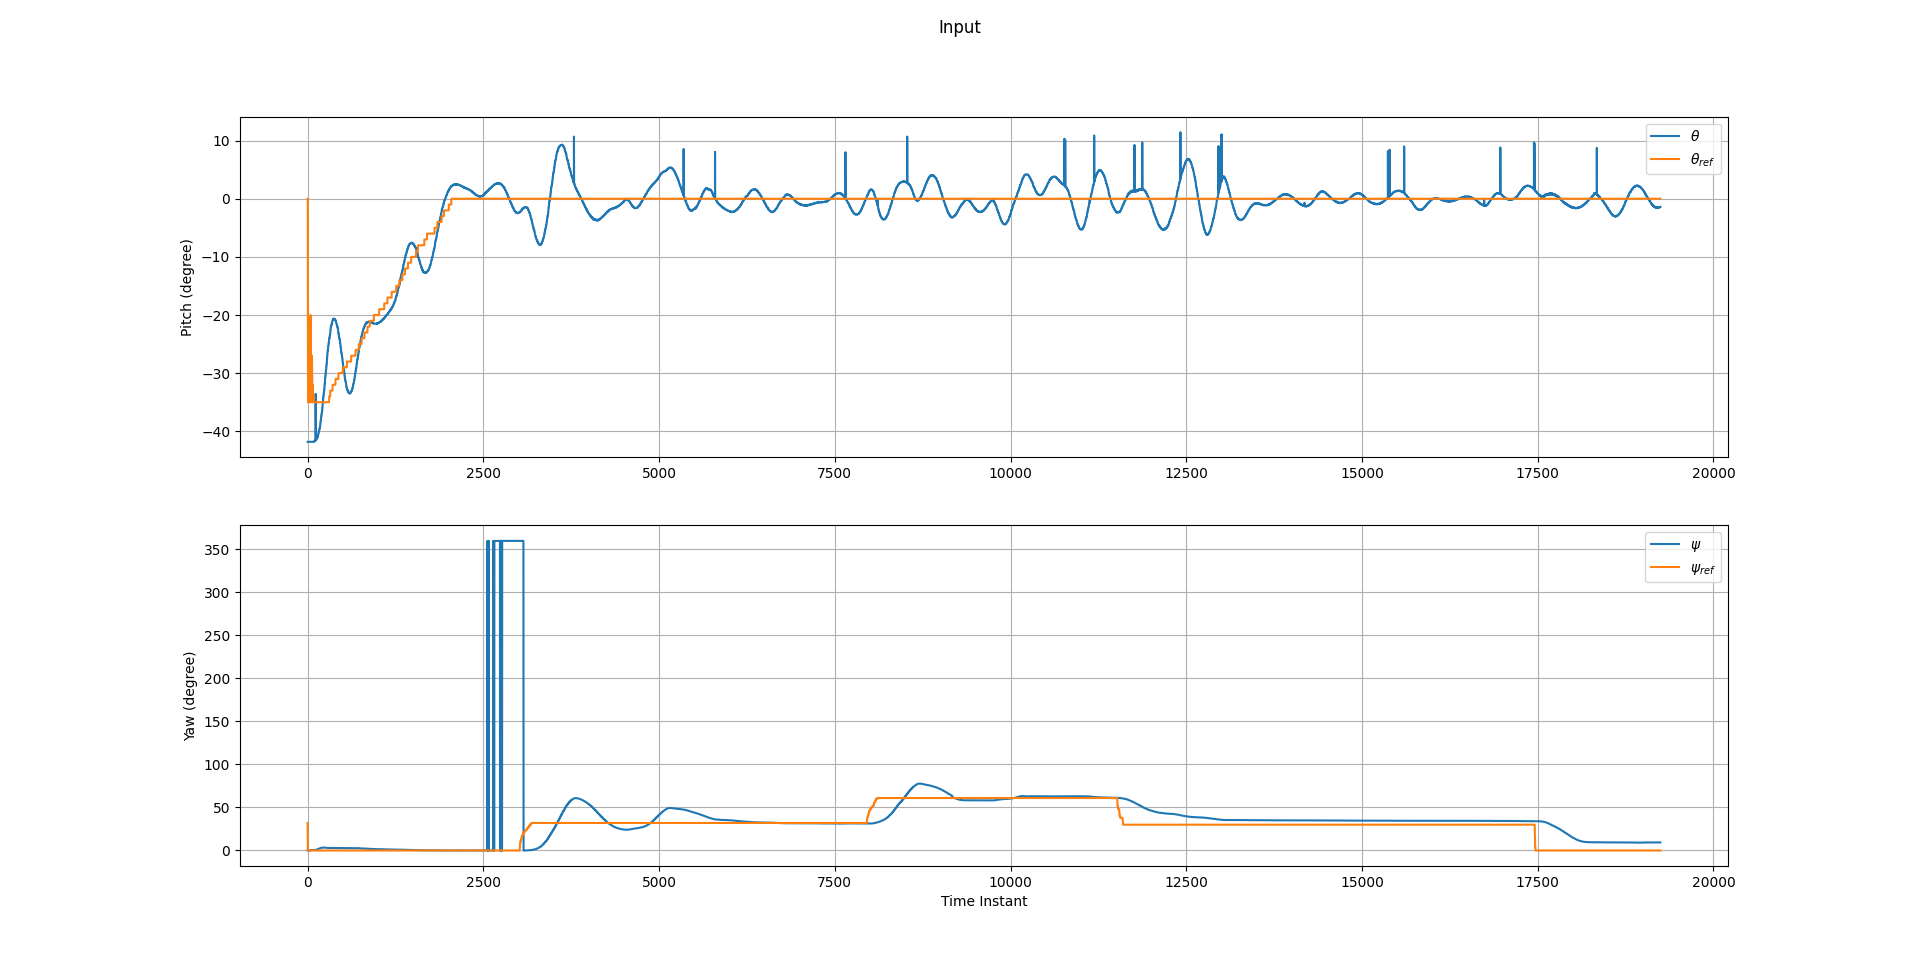 Input
10
0
−10
−20
−30
−40
Pitch (degree)
0 2500 5000 7500 10000 12500 15000 17500 20000
θ
θref
350
300
250
200
150
100
50
0
Yaw (degree)
0 2500 5000 7500 10000 12500 15000 17500 20000
Time Instant
ψ
ψref